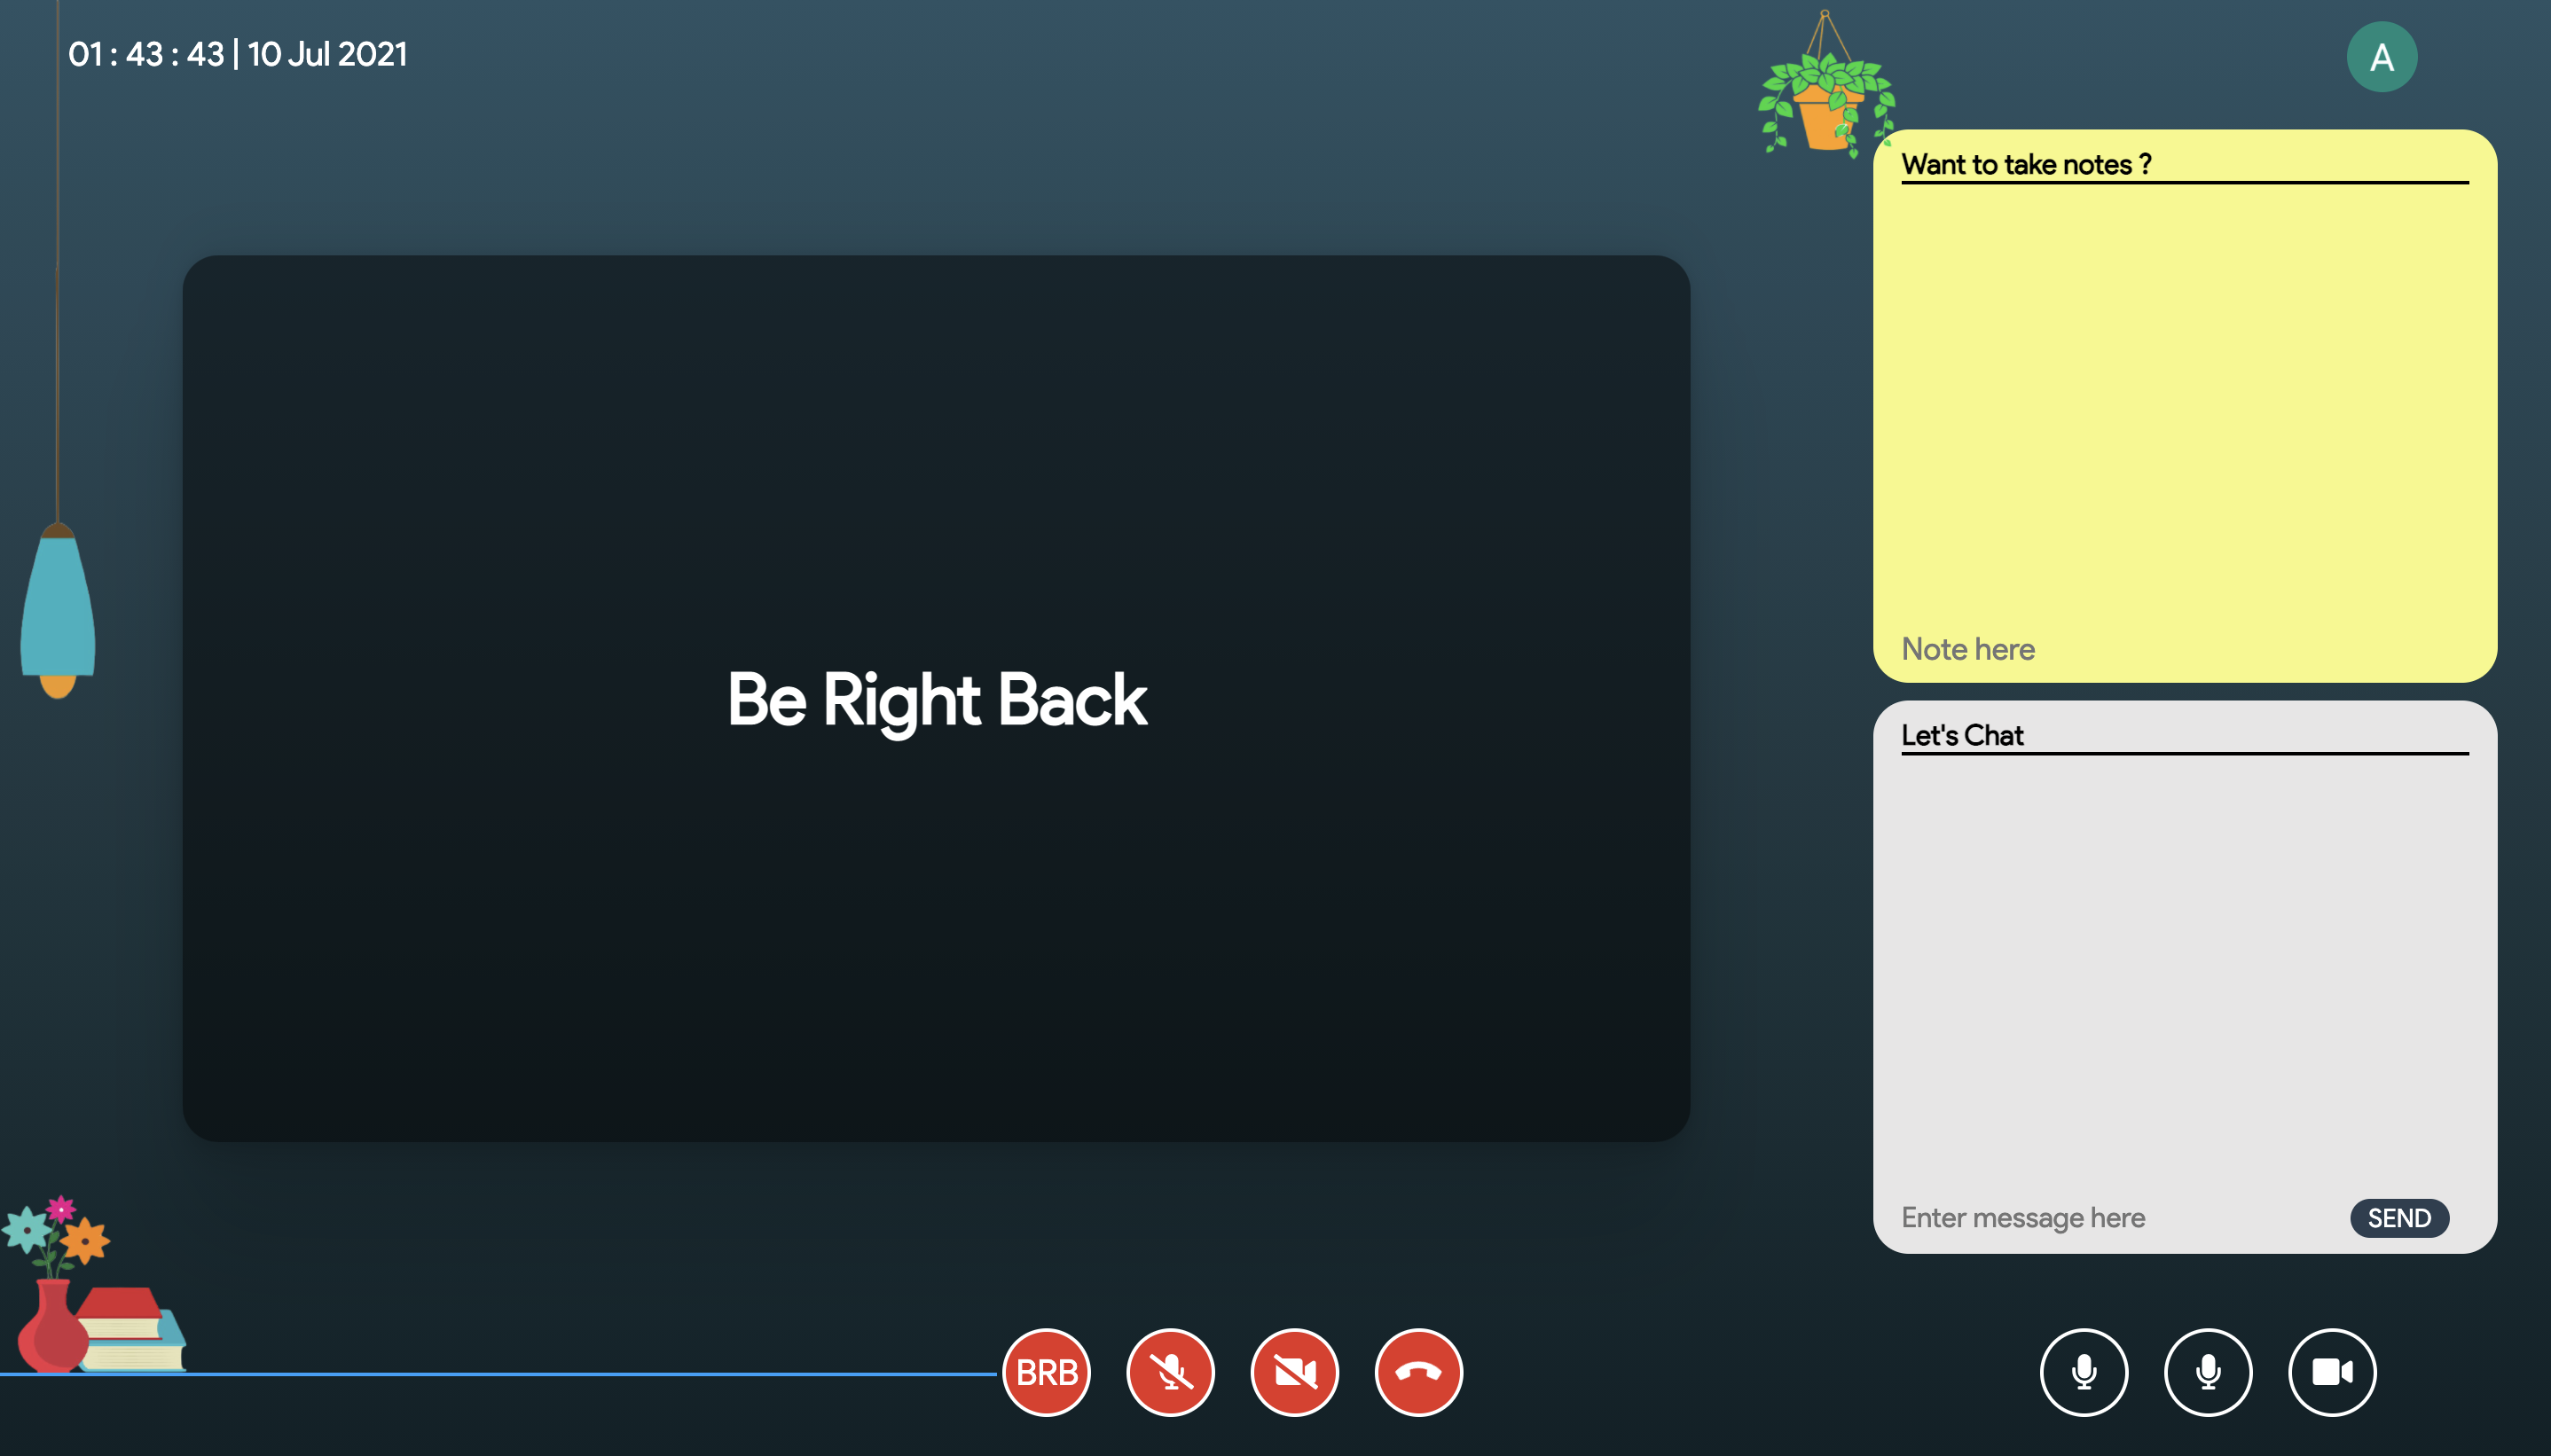 01 : 43 : 43 | 10 Jul 2021
A
Want to take notes ?
Note here
Be Right Back
Let's Chat
Enter message here
SEND
BRB